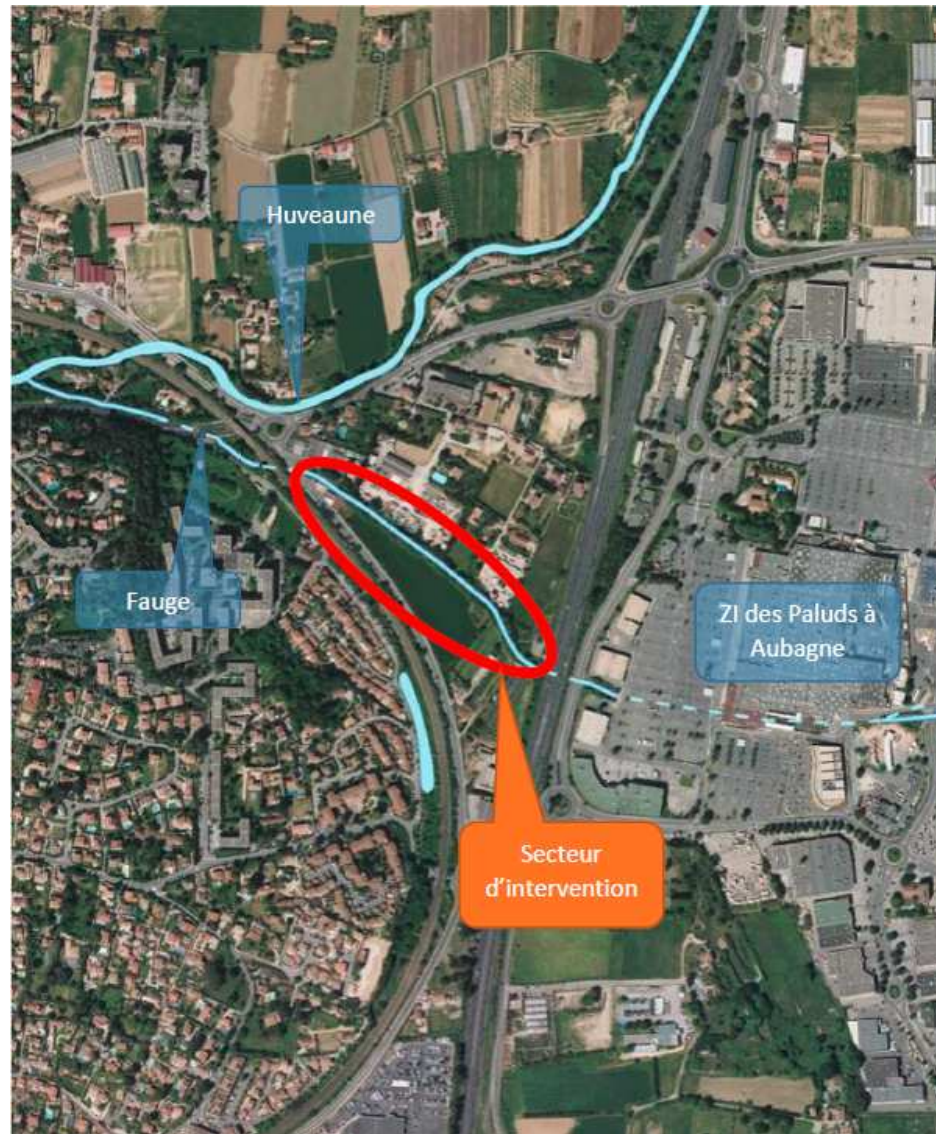 Huveaune
Fauge
ZI des Paluds à
Aubagne
Secteur
d'intervention